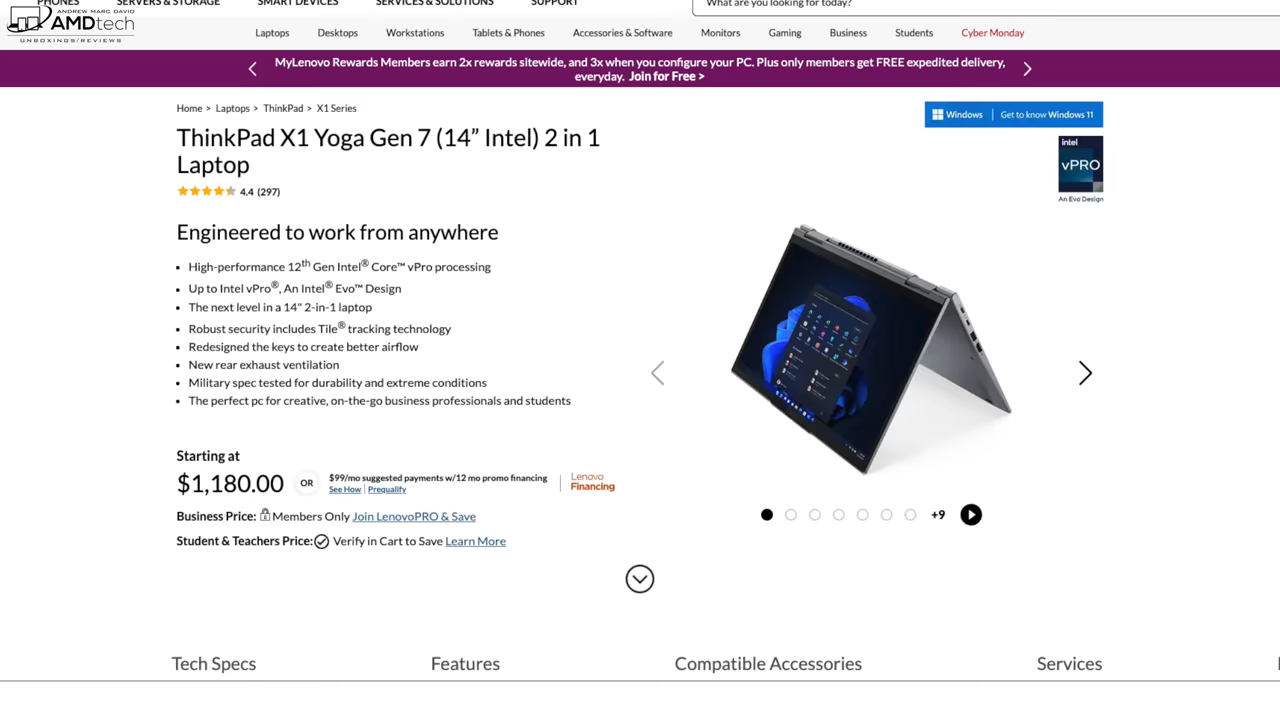 PHONES SERVERS & STORAGE SMART DEVICES SERVICES & SOLUTIONS SUPPORT
What are you looking for today?
ANDREW MARC DAVID
AMDtech
UNBOXINGS/REVIEWS
Laptops Desktops Workstations Tablets & Phones Accessories & Software Monitors Gaming Business Students Cyber Monday
MyLenovo Rewards Members earn 2x rewards sitewide, and 3x when you configure your PC. Plus only members get FREE expedited delivery,
everyday. Join for Free >
Home > Laptops > ThinkPad > X1 Series
Windows | Get to know Windows 11
ThinkPad X1 Yoga Gen 7 (14” Intel) 2 in 1
Laptop
intel
vPRO
An Evo Design
4.4 (297)
Engineered to work from anywhere
• High-performance 12th Gen Intel® Core™ vPro processing
• Up to Intel vPro®, An Intel® Evo™ Design
• The next level in a 14" 2-in-1 laptop
• Robust security includes Tile® tracking technology
• Redesigned the keys to create better airflow
• New rear exhaust ventilation
• Military spec tested for durability and extreme conditions
• The perfect pc for creative, on-the-go business professionals and students
Starting at
$1,180.00 OR $99/mo suggested payments w/12 mo promo financing
See How | Prequalify
Lenovo
Financing
Business Price: Members Only Join LenovoPRO & Save
+9
Student & Teachers Price: Verify in Cart to Save Learn More
Tech Specs Features Compatible Accessories Services